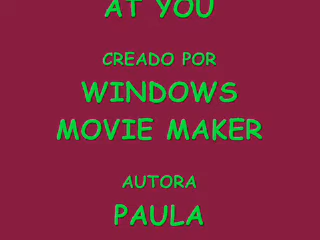 AT YOU
CREADO POR
WINDOWS
MOVIE MAKER
AUTORA
PAULA